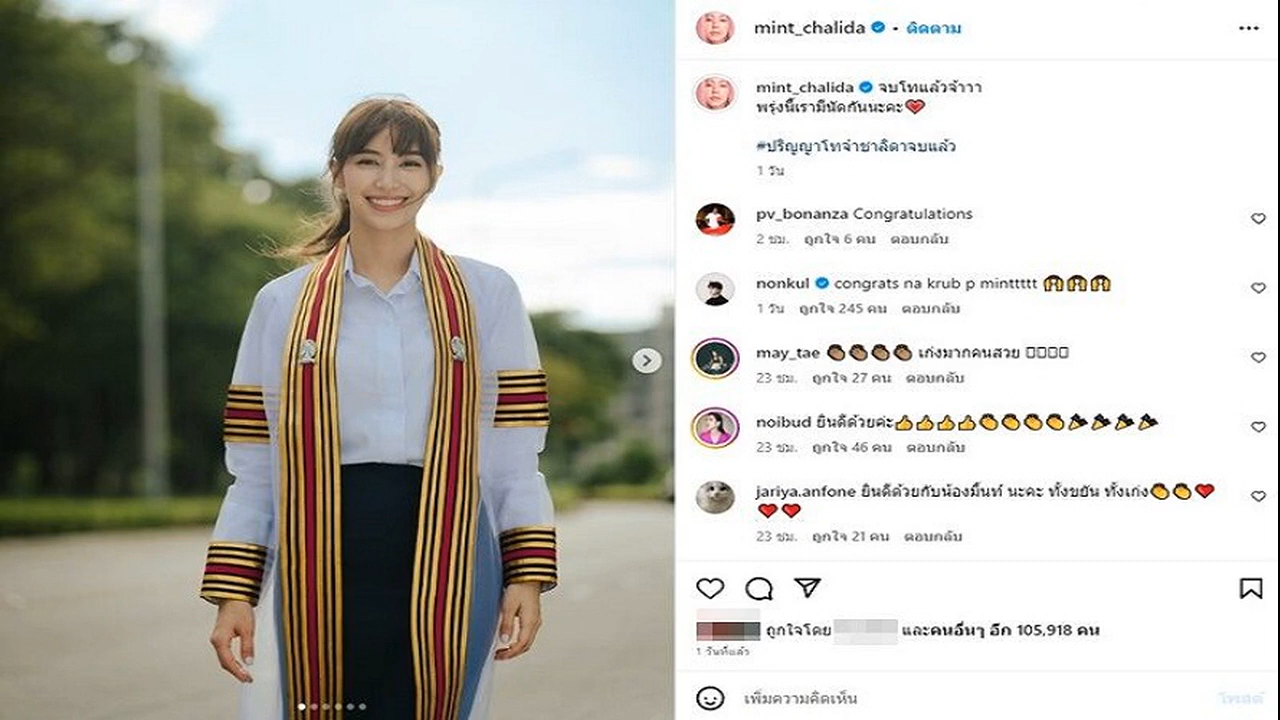 mint_chalida • ติดตาม
mint_chalida จบโทแล้วจ้าาา
พรุ่งนี้เรามีนัดกันนะคะ❤️
#ปริญญาโทจ๋าชาลิดาจบแล้ว
1 วัน
pv_bonanza Congratulations
2 ชม. ถูกใจ 6 คน ตอบกลับ
nonkul congrats na krub p minttttt
1 วัน ถูกใจ 245 คน ตอบกลับ
may_tae 👏🏽👏🏽👏🏽👏🏽 เก่งมากคนสวย
23 ชม. ถูกใจ 27 คน ตอบกลับ
noibud ยินดีด้วยค่ะ👍👍👍👍👏👏👏👏🎉🎉🎉🎉
23 ชม. ถูกใจ 46 คน ตอบกลับ
jariya.anfone ยินดีด้วยกับน้องมิ้นท์ นะคะ ทั้งขยัน ทั้งเก่ง👏👏❤️
❤️❤️
23 ชม. ถูกใจ 21 คน ตอบกลับ
ถูกใจโดย และคนอื่นๆ อีก 105,918 คน
1 วันที่แล้ว
เพิ่มความคิดเห็น
โพสต์